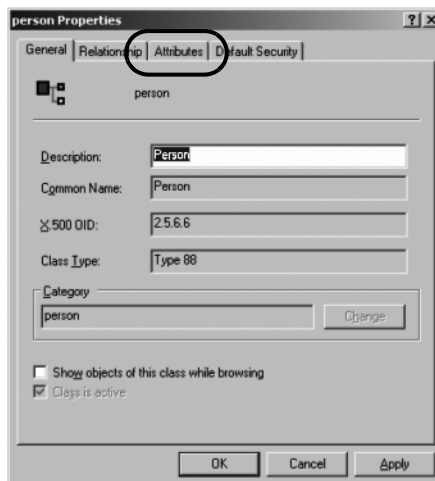 person Properties
General Relationship Attributes Default Security
person
Description: Person
Common Name: Person
X.500 OID: 2.5.6.6
Class Type: Type 88
Category
person Change
Show objects of this class while browsing
Class is active
OK Cancel Apply